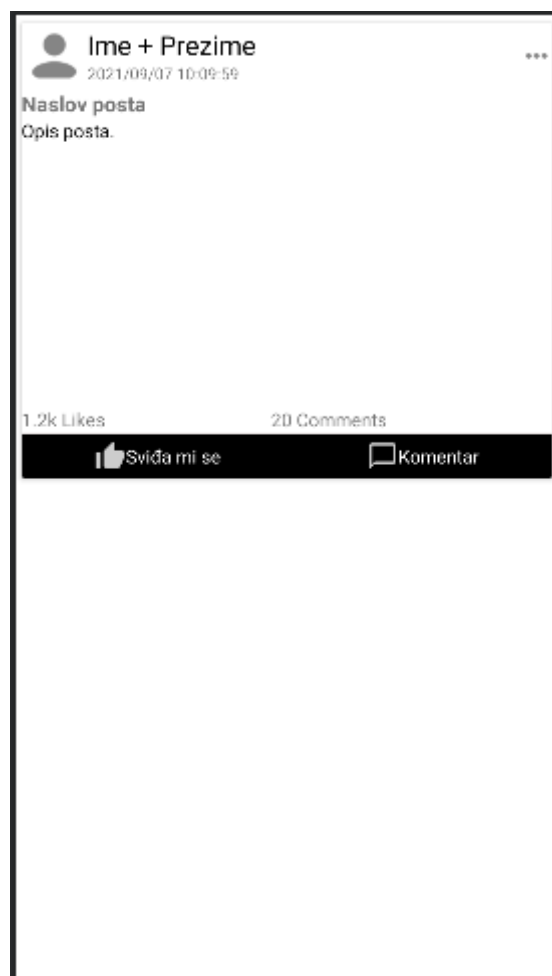 Ime + Prezime
2021/09/07 10:09:59
Naslov posta
Opis posta.
1.2k Likes 20 Comments
Sviđa mi se Komentar